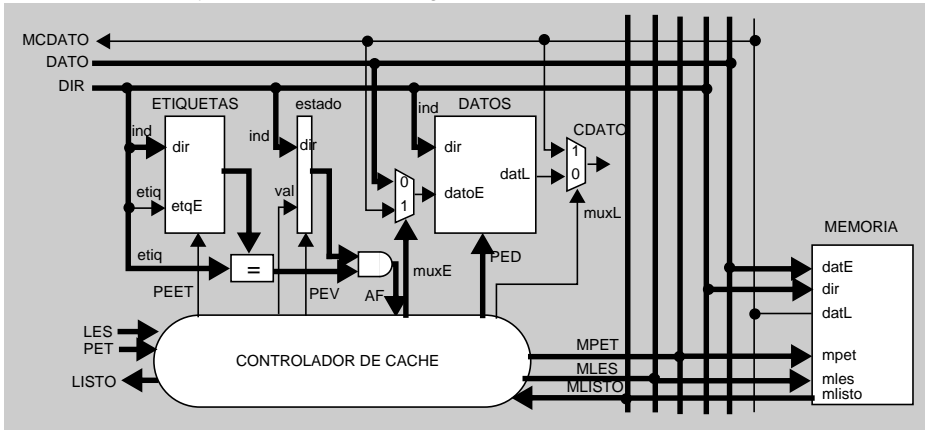 MCDATO
DATO
DIR
ETIQUETAS
estado
DATOS
ind
ind
ind
CDATO
dir
dir
dir
1
0
datL
etiq
etqE
val
0
1
datoE
muxL
MEMORIA
etiq
=
muxE
PED
datE
dir
datL
PEET
PEV
AF
LES
PET
LISTO
CONTROLADOR DE CACHE
MPET
MLES
MLISTO
mpet
mles
mlisto